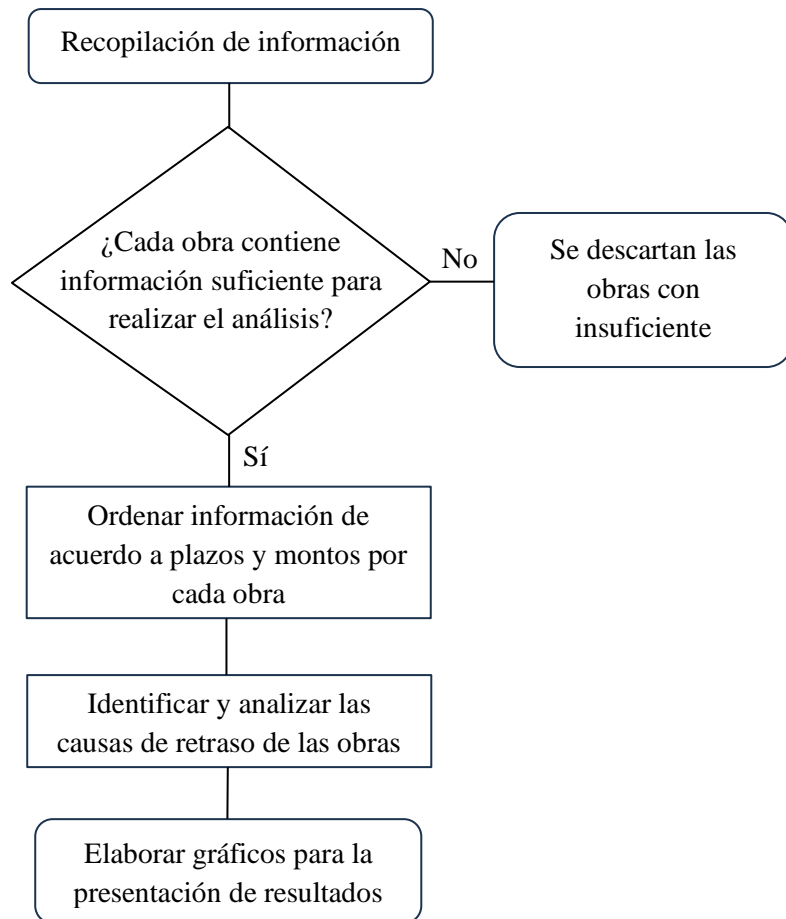 Recopilación de información
¿Cada obra contiene
información suficiente para
realizar el análisis?
No
Se descartan las
obras con
insuficiente
Sí
Ordenar información de
acuerdo a plazos y montos por
cada obra
Identificar y analizar las
causas de retraso de las obras
Elaborar gráficos para la
presentación de resultados